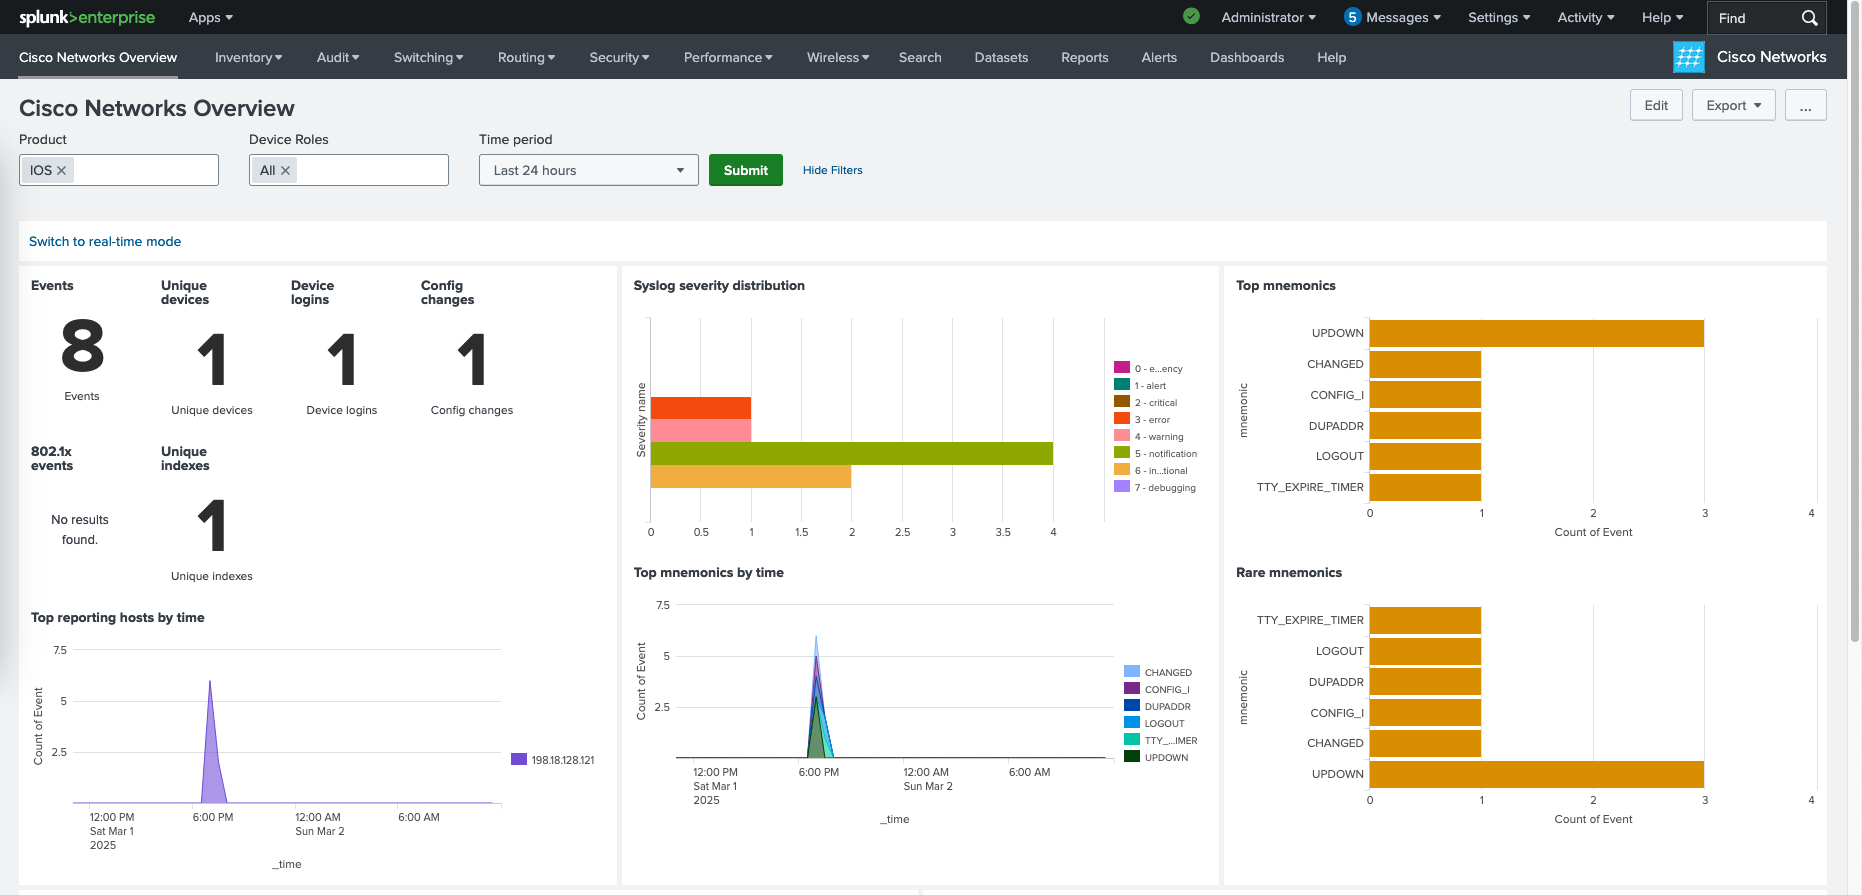 splunk>enterprise Apps Administrator 5 Messages Settings Activity Help Find
Cisco Networks Overview Inventory Audit Switching Routing Security Performance Wireless Search Datasets Reports Alerts Dashboards Help Cisco Networks
Cisco Networks Overview
Edit Export ...
Product Device Roles Time period
IOS All Last 24 hours Submit Hide Filters
Switch to real-time mode
Events
8
Events
Unique
devices
1
Unique devices
Device
logins
1
Device logins
Config
changes
1
Config changes
802.1x
events
No results
found.
Unique
indexes
1
Unique indexes
Top reporting hosts by time
Count of Event
7.5
5
2.5
12:00 PM
Sat Mar 1
2025
6:00 PM
12:00 AM
Sun Mar 2
6:00 AM
_time
198.18.128.121
Syslog severity distribution
Severity name
0 0.5 1 1.5 2 2.5 3 3.5 4
0 - e...ency
1 - alert
2 - critical
3 - error
4 - warning
5 - notification
6 - in...tional
7 - debugging
Top mnemonics by time
Count of Event
7.5
5
2.5
12:00 PM
Sat Mar 1
2025
6:00 PM
12:00 AM
Sun Mar 2
6:00 AM
_time
CHANGED
CONFIG_I
DUPADDR
LOGOUT
TTY_...IMER
UPDOWN
Top mnemonics
mnemonic
UPDOWN
CHANGED
CONFIG_I
DUPADDR
LOGOUT
TTY_EXPIRE_TIMER
0 1 2 3 4
Count of Event
Rare mnemonics
mnemonic
TTY_EXPIRE_TIMER
LOGOUT
DUPADDR
CONFIG_I
CHANGED
UPDOWN
0 1 2 3 4
Count of Event